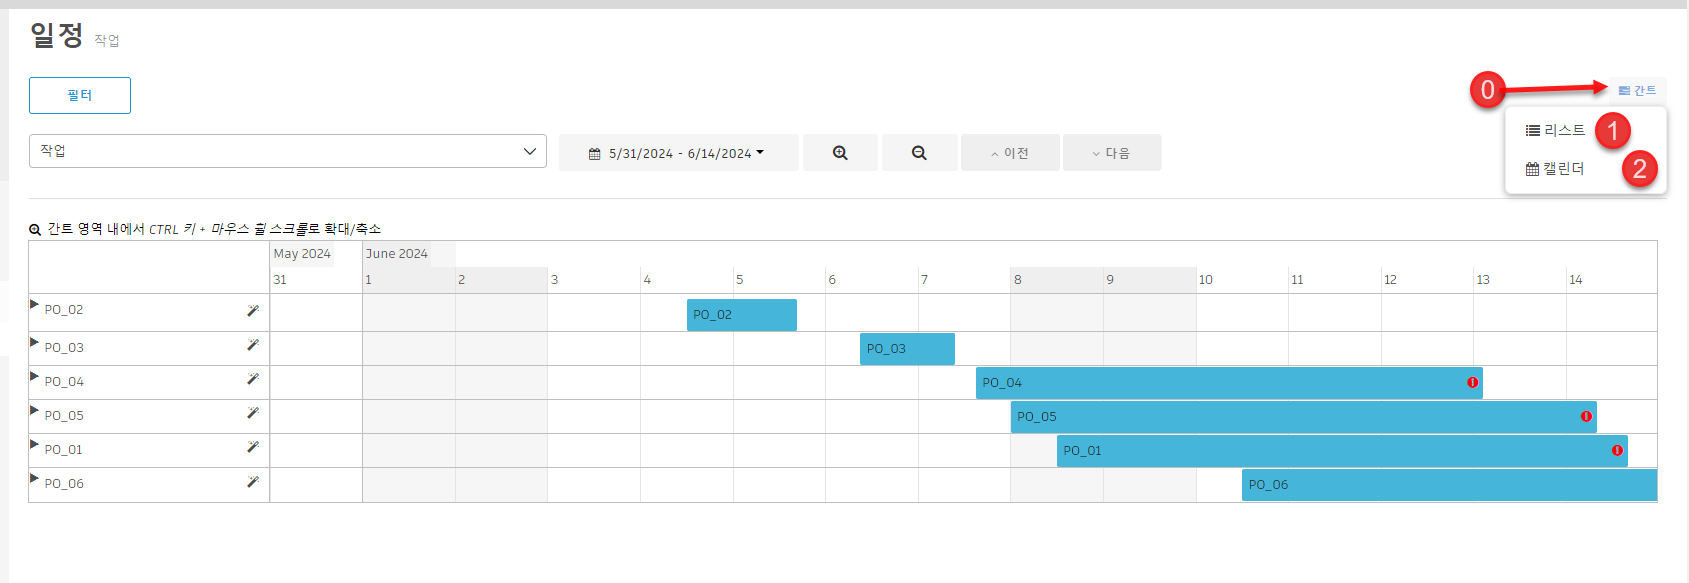 일정 작업
필터
0
간트
리스트 1
캘린더 2
작업
5/31/2024 - 6/14/2024
이전
다음
간트 영역 내에서 CTRL 키 + 마우스 휠 스크롤로 확대/축소
May 2024 June 2024
31 1 2 3 4 5 6 7 8 9 10 11 12 13 14
PO_02 PO_02
PO_03 PO_03
PO_04 PO_04
PO_05 PO_05
PO_01 PO_01
PO_06 PO_06